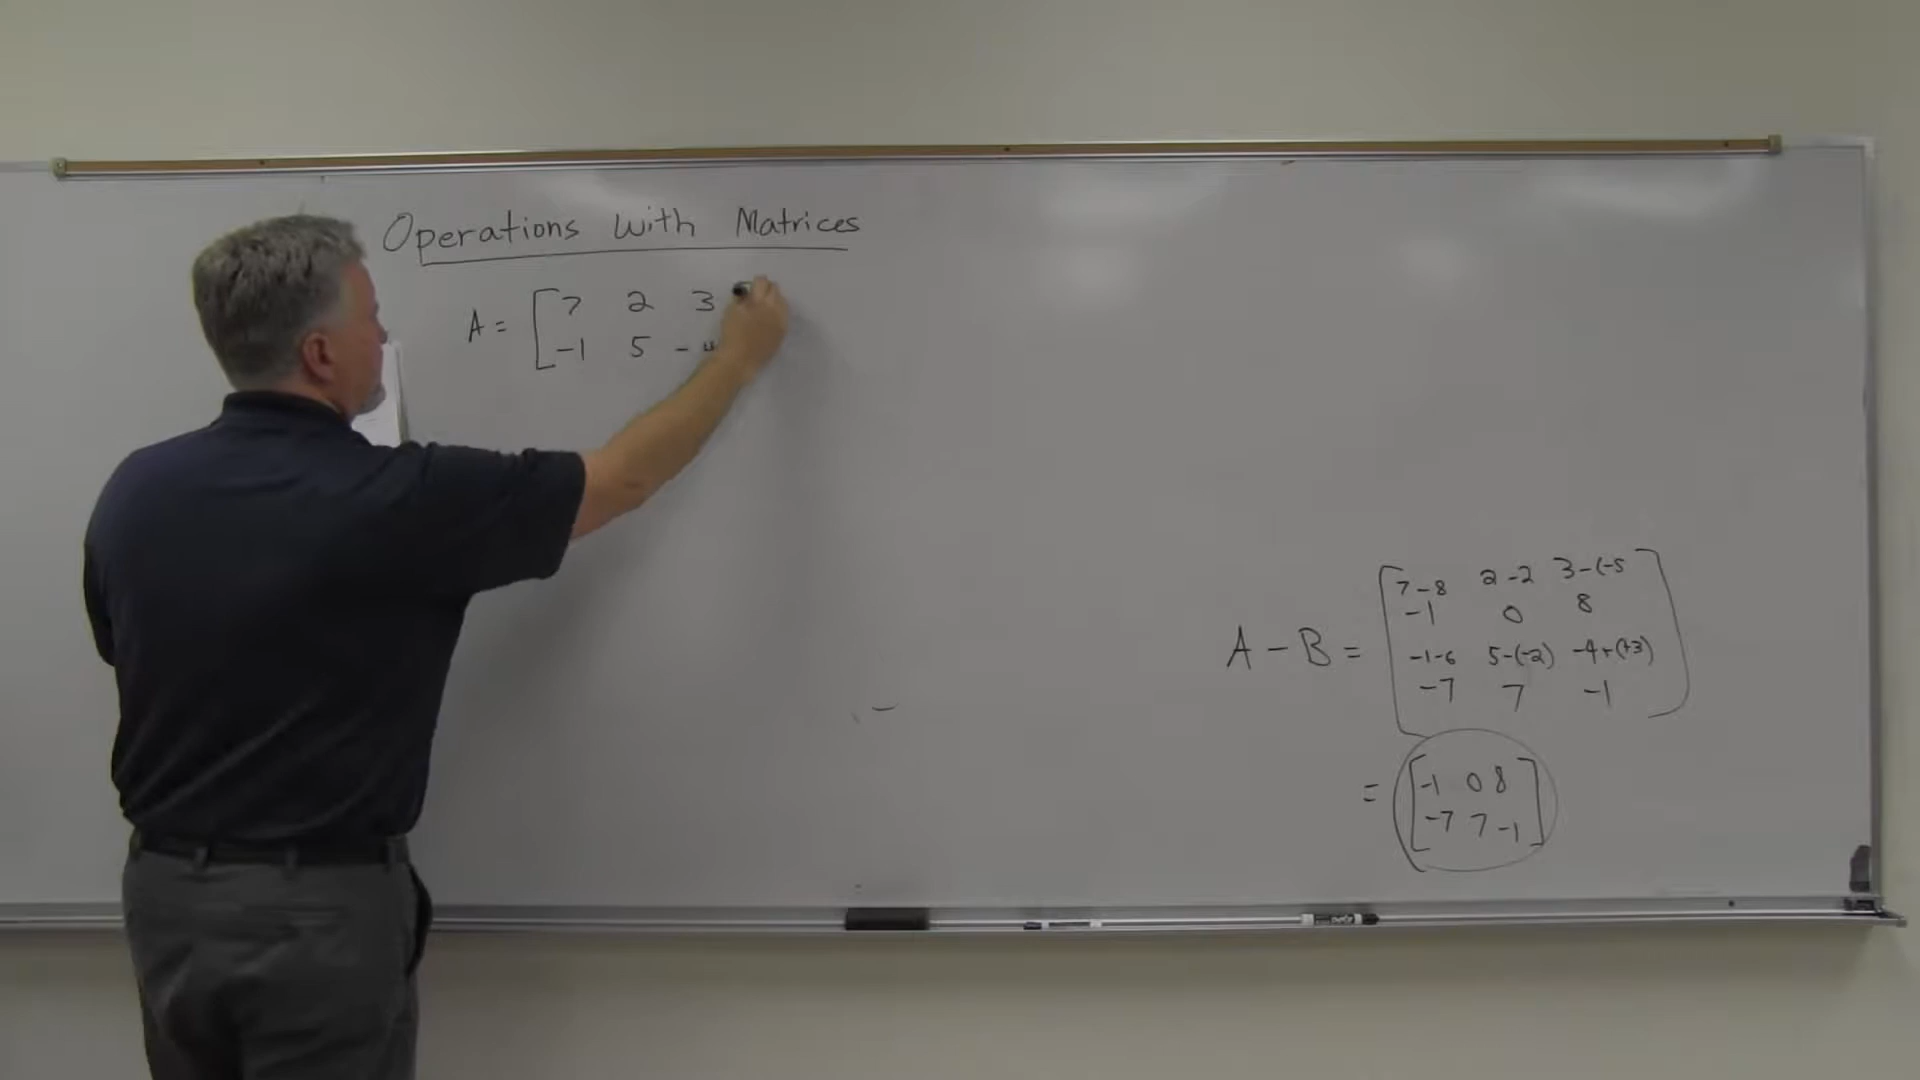 Operations with Matrices
A = [ 7 2 3
-1 5 -4
7-8 2-2 3-(-5
-1 0 8
A - B =
-1-6 5-(-2) -4+(+3)
-7 7 -1
= [ -1 0 8 ]
-7 7 -1